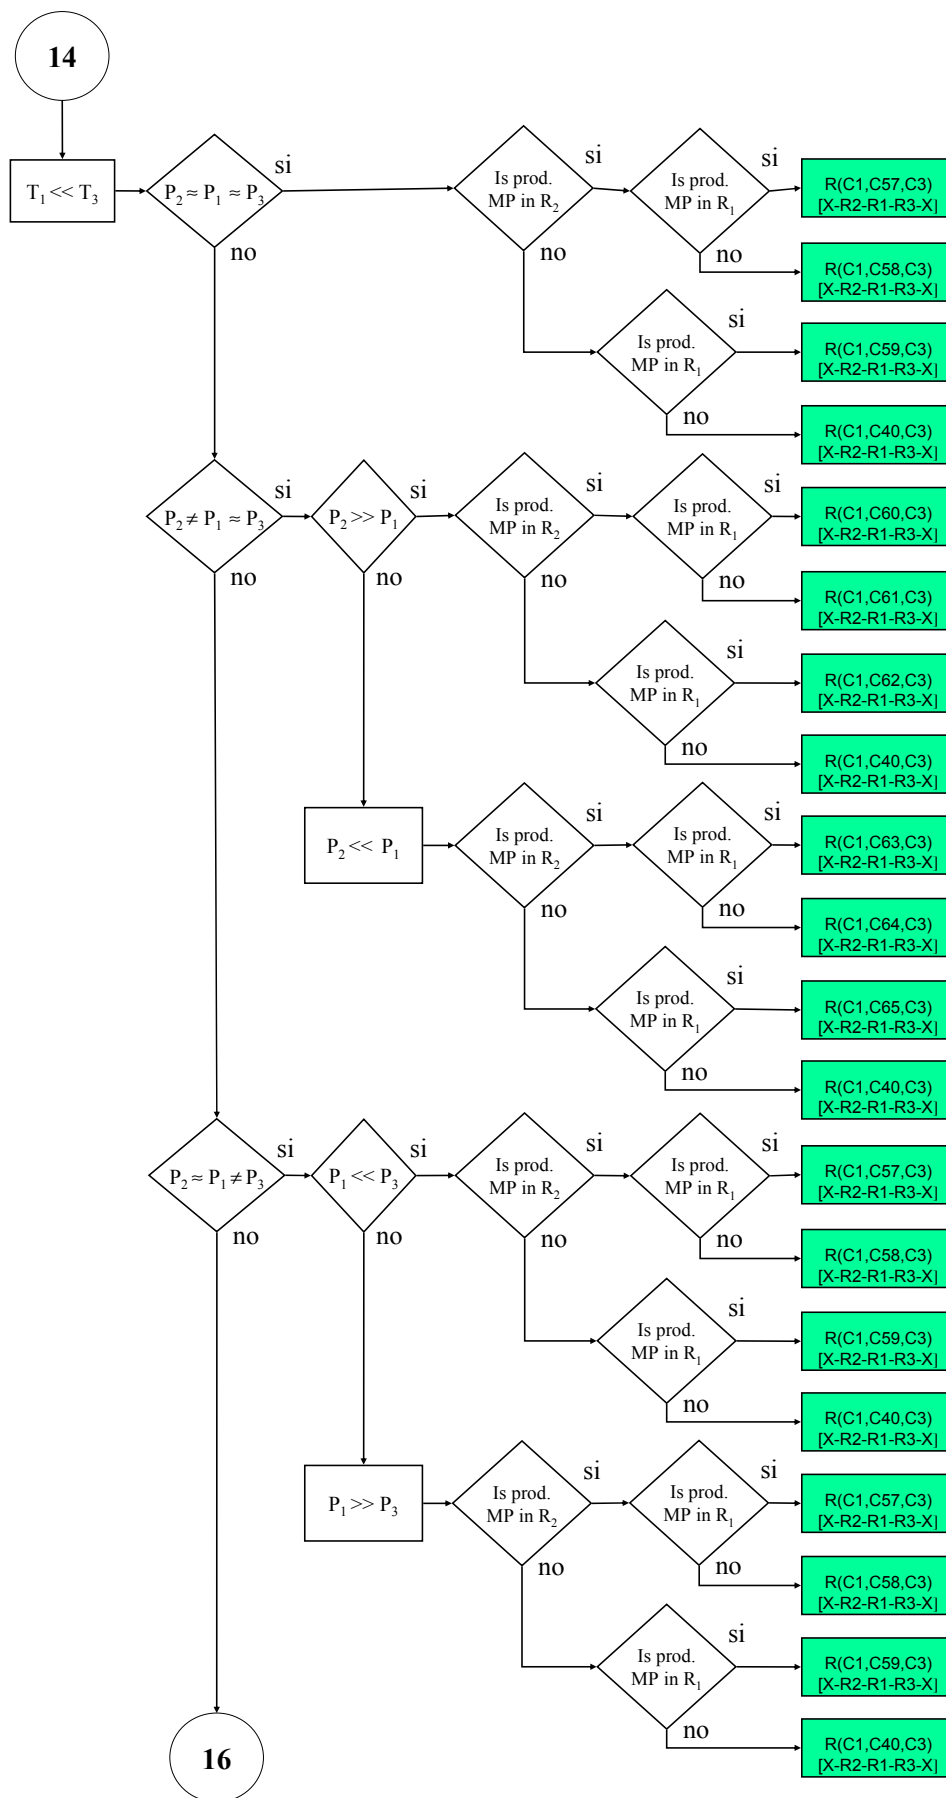 14
T1 << T3
P2 ≈ P1 ≈ P3
si
no
Is prod.
MP in R2
si
no
Is prod.
MP in R1
si
no
R(C1,C57,C3)
[X-R2-R1-R3-X]
R(C1,C58,C3)
[X-R2-R1-R3-X]
Is prod.
MP in R1
si
no
R(C1,C59,C3)
[X-R2-R1-R3-X]
R(C1,C40,C3)
[X-R2-R1-R3-X]
P2 ≠ P1 ≈ P3
si
no
P2 >> P1
si
no
Is prod.
MP in R2
si
no
Is prod.
MP in R1
si
no
R(C1,C60,C3)
[X-R2-R1-R3-X]
R(C1,C61,C3)
[X-R2-R1-R3-X]
Is prod.
MP in R1
si
no
R(C1,C62,C3)
[X-R2-R1-R3-X]
R(C1,C40,C3)
[X-R2-R1-R3-X]
P2 << P1
Is prod.
MP in R2
si
no
Is prod.
MP in R1
si
no
R(C1,C63,C3)
[X-R2-R1-R3-X]
R(C1,C64,C3)
[X-R2-R1-R3-X]
Is prod.
MP in R1
si
no
R(C1,C65,C3)
[X-R2-R1-R3-X]
R(C1,C40,C3)
[X-R2-R1-R3-X]
P2 ≈ P1 ≠ P3
si
no
P1 << P3
si
no
Is prod.
MP in R2
si
no
Is prod.
MP in R1
si
no
R(C1,C57,C3)
[X-R2-R1-R3-X]
R(C1,C58,C3)
[X-R2-R1-R3-X]
Is prod.
MP in R1
si
no
R(C1,C59,C3)
[X-R2-R1-R3-X]
R(C1,C40,C3)
[X-R2-R1-R3-X]
P1 >> P3
Is prod.
MP in R2
si
no
Is prod.
MP in R1
si
no
R(C1,C57,C3)
[X-R2-R1-R3-X]
R(C1,C58,C3)
[X-R2-R1-R3-X]
Is prod.
MP in R1
si
no
R(C1,C59,C3)
[X-R2-R1-R3-X]
R(C1,C40,C3)
[X-R2-R1-R3-X]
16